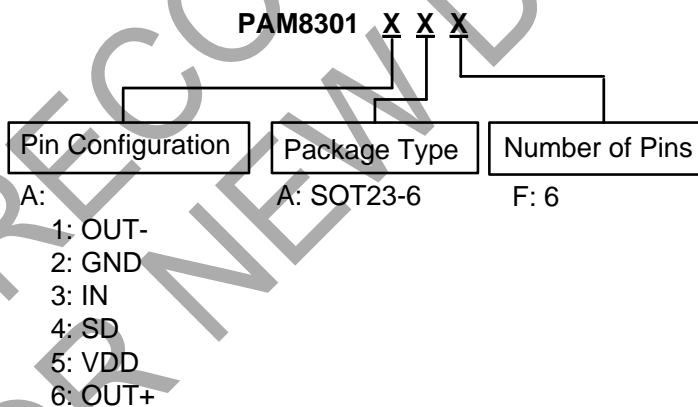 PAM8301 X X X
Pin Configuration
Package Type
Number of Pins
A:
1: OUT-
2: GND
3: IN
4: SD
5: VDD
6: OUT+
A: SOT23-6
F: 6